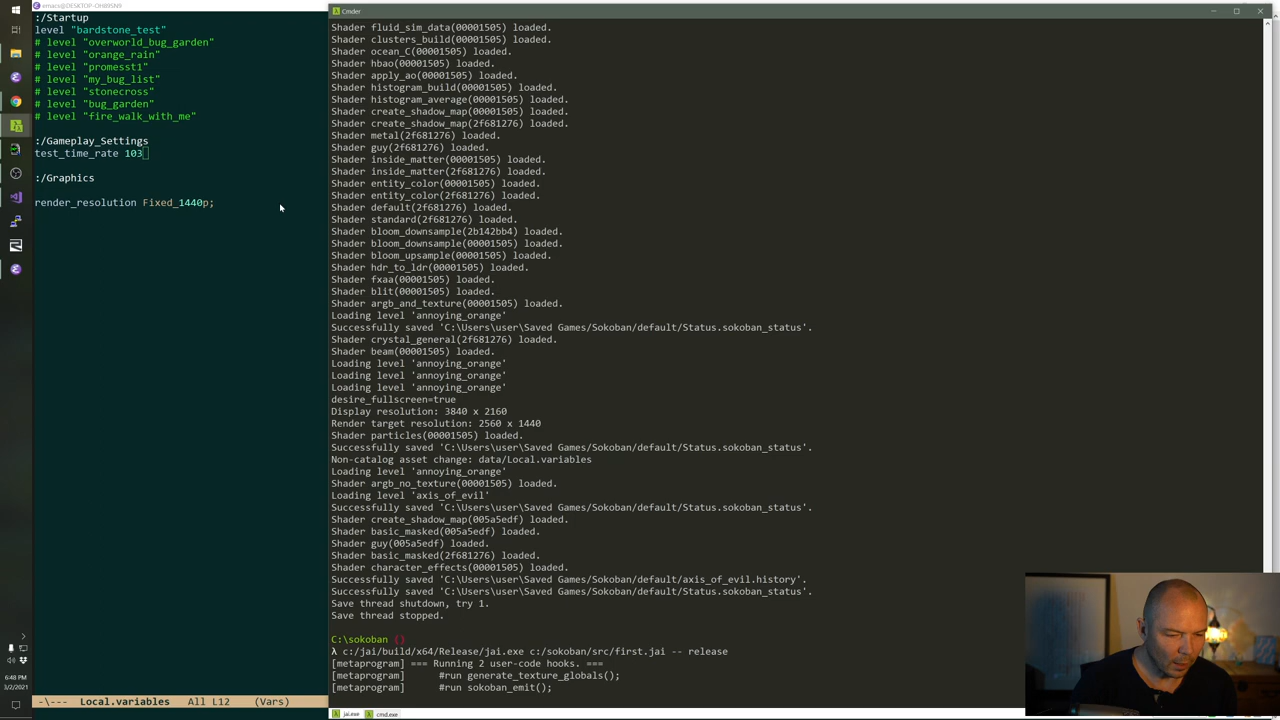 emacs@DESKTOP-OH89SN9
:/Startup
level "bardstone_test"
# level "overworld_bug_garden"
# level "orange_rain"
# level "promesst1"
# level "my_bug_list"
# level "stonecross"
# level "bug_garden"
# level "fire_walk_with_me"
:/Gameplay_Settings
test_time_rate 103
:/Graphics
render_resolution Fixed_1440p;
-\--- Local.variables All L12 (Vars)
6:48 PM
3/2/2021
Cmder
Shader fluid_sim_data(00001505) loaded.
Shader clusters_build(00001505) loaded.
Shader ocean_C(00001505) loaded.
Shader hbao(00001505) loaded.
Shader apply_ao(00001505) loaded.
Shader histogram_build(00001505) loaded.
Shader histogram_average(00001505) loaded.
Shader create_shadow_map(00001505) loaded.
Shader create_shadow_map(2f681276) loaded.
Shader metal(2f681276) loaded.
Shader guy(2f681276) loaded.
Shader inside_matter(00001505) loaded.
Shader inside_matter(2f681276) loaded.
Shader entity_color(00001505) loaded.
Shader entity_color(2f681276) loaded.
Shader default(2f681276) loaded.
Shader standard(2f681276) loaded.
Shader bloom_downsample(2b142bb4) loaded.
Shader bloom_downsample(00001505) loaded.
Shader bloom_upsample(00001505) loaded.
Shader hdr_to_ldr(00001505) loaded.
Shader fxaa(00001505) loaded.
Shader blit(00001505) loaded.
Shader argb_and_texture(00001505) loaded.
Loading level 'annoying_orange'
Successfully saved 'C:\Users\user\Saved Games/Sokoban/default/Status.sokoban_status'.
Shader crystal_general(2f681276) loaded.
Shader beam(00001505) loaded.
Loading level 'annoying_orange'
Loading level 'annoying_orange'
Loading level 'annoying_orange'
desire_fullscreen=true
Display resolution: 3840 x 2160
Render target resolution: 2560 x 1440
Shader particles(00001505) loaded.
Successfully saved 'C:\Users\user\Saved Games/Sokoban/default/Status.sokoban_status'.
Non-catalog asset change: data/Local.variables
Loading level 'annoying_orange'
Shader argb_no_texture(00001505) loaded.
Loading level 'axis_of_evil'
Successfully saved 'C:\Users\user\Saved Games/Sokoban/default/Status.sokoban_status'.
Shader create_shadow_map(005a5edf) loaded.
Shader basic_masked(005a5edf) loaded.
Shader guy(005a5edf) loaded.
Shader basic_masked(2f681276) loaded.
Shader character_effects(00001505) loaded.
Successfully saved 'C:\Users\user\Saved Games/Sokoban/default/axis_of_evil.history'.
Successfully saved 'C:\Users\user\Saved Games/Sokoban/default/Status.sokoban_status'.
Save thread shutdown, try 1.
Save thread stopped.
C:\sokoban ()
λ c:/jai/build/x64/Release/jai.exe c:/sokoban/src/first.jai -- release
[metaprogram] === Running 2 user-code hooks. ===
[metaprogram] #run generate_texture_globals();
[metaprogram] #run sokoban_emit();
jai.exe cmd.exe